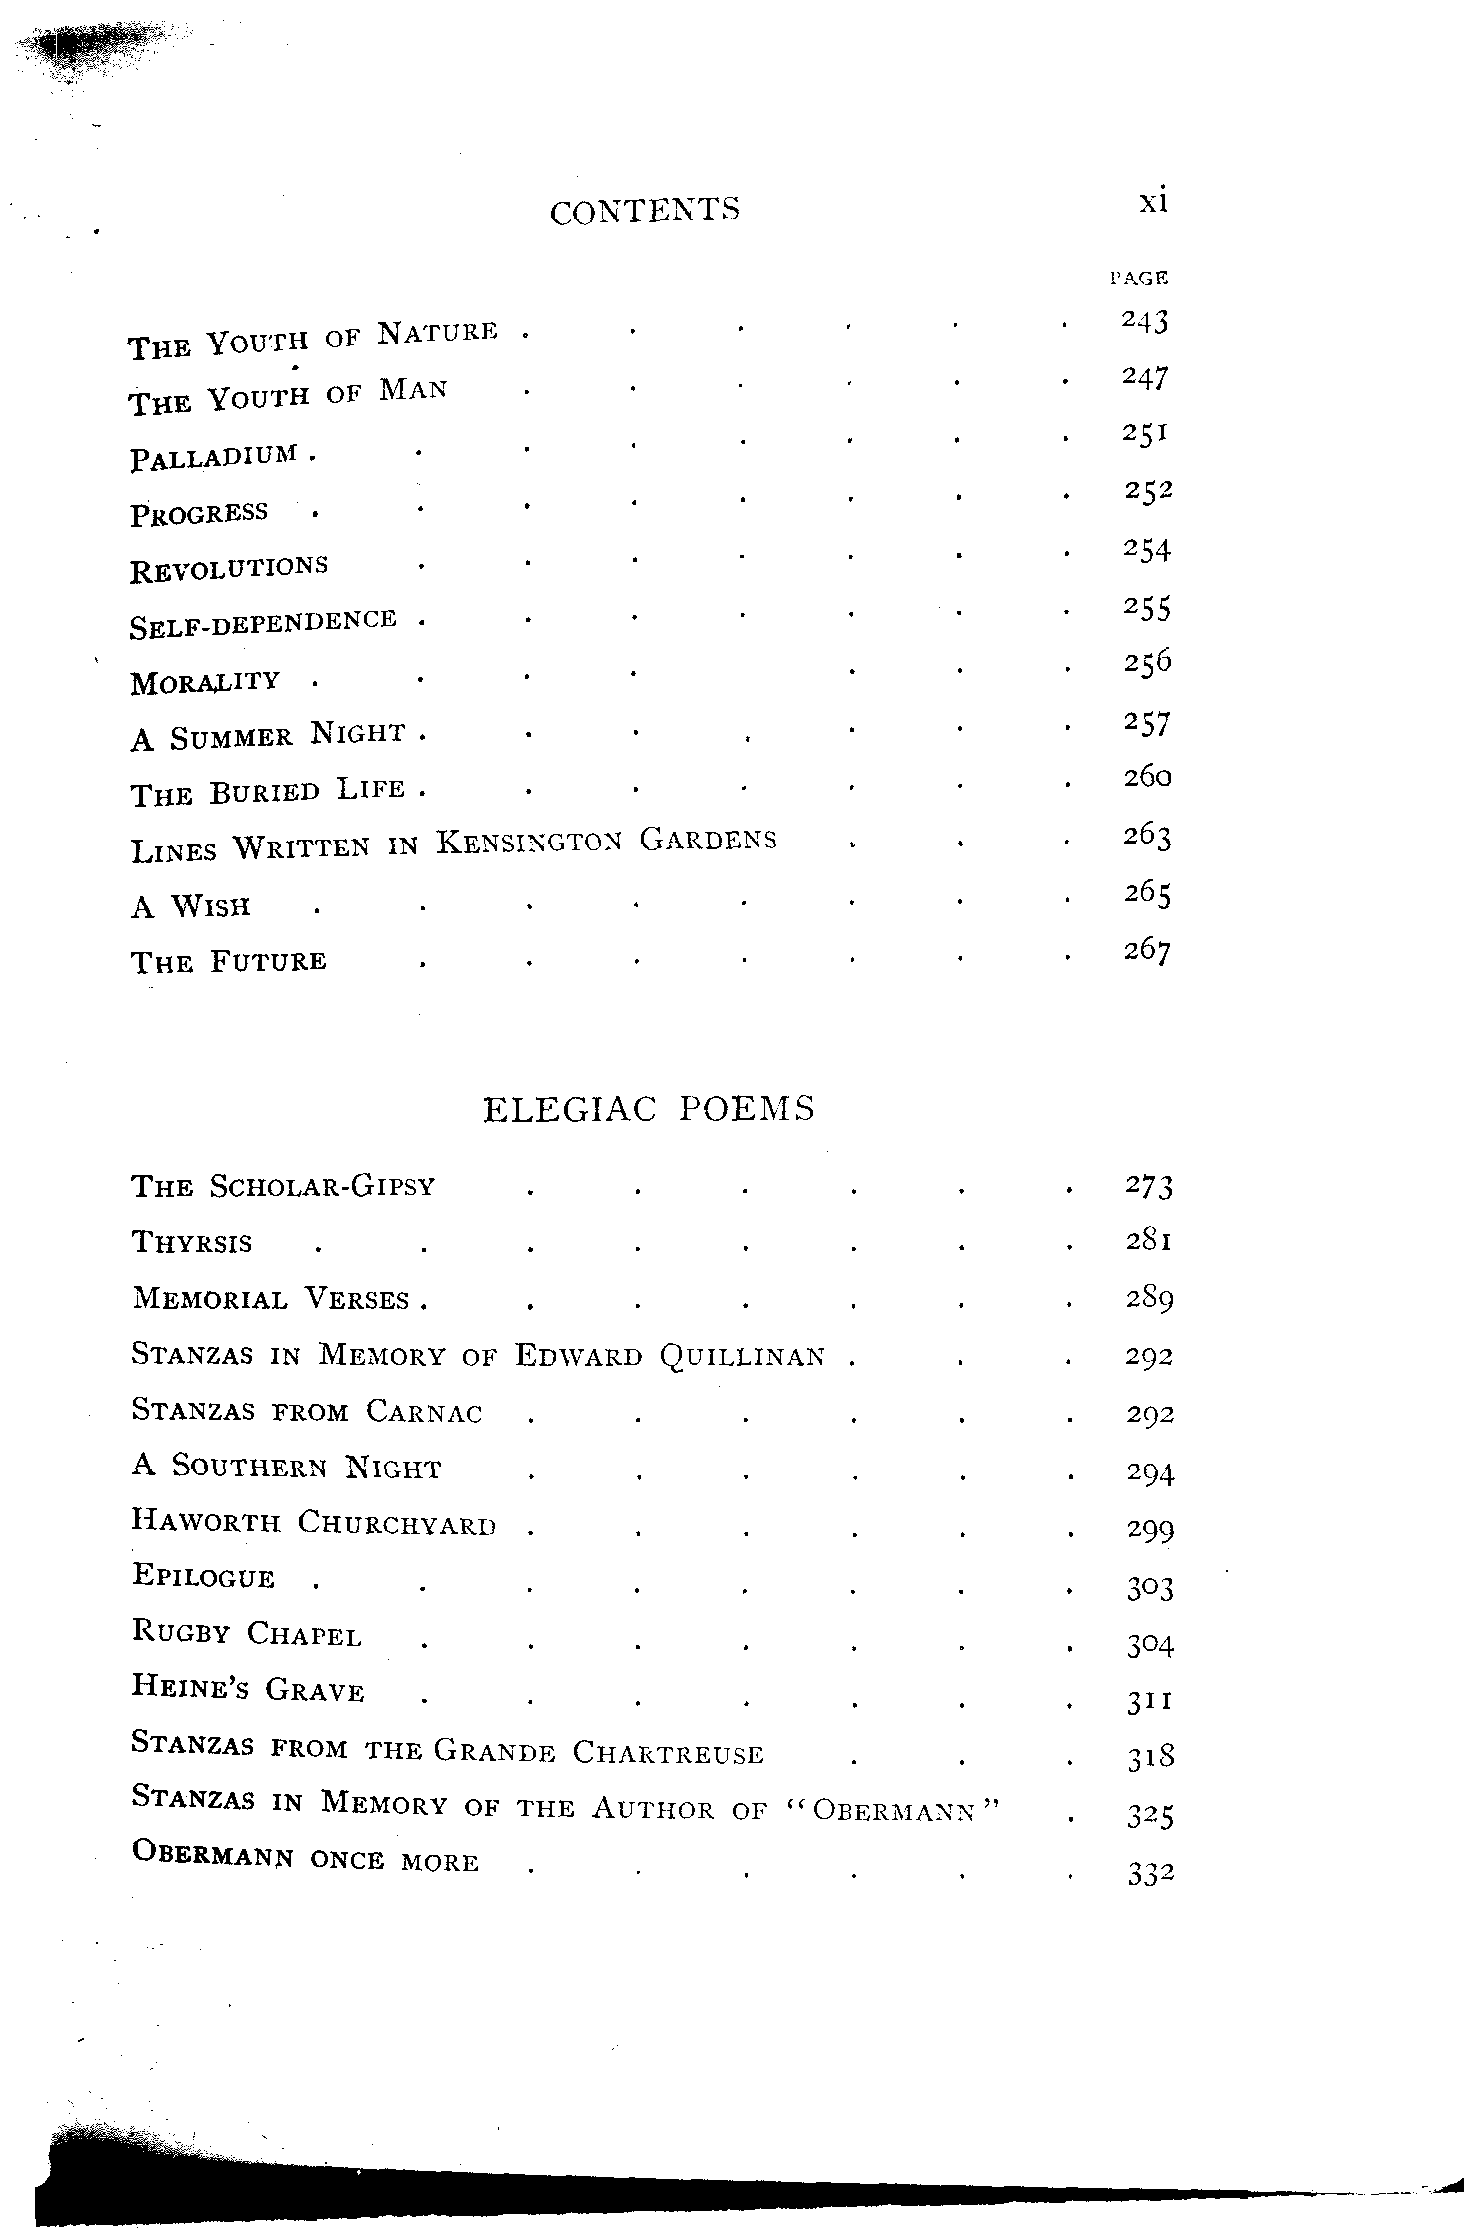 CONTENTS xi
PAGE
THE YOUTH OF NATURE . . . . . . 243
THE YOUTH OF MAN . . . . . . 247
PALLADIUM . . . . . . . . 251
PROGRESS . . . . . . . . 252
REVOLUTIONS . . . . . . . 254
SELF-DEPENDENCE . . . . . . . 255
MORALITY . . . . . . . 256
A SUMMER NIGHT . . . . . . . 257
THE BURIED LIFE . . . . . . . 260
LINES WRITTEN IN KENSINGTON GARDENS . . . 263
A WISH . . . . . . . . 265
THE FUTURE . . . . . . . 267
ELEGIAC POEMS
THE SCHOLAR-GIPSY . . . . . . 273
THYRSIS . . . . . . . . 281
MEMORIAL VERSES . . . . . . . 289
STANZAS IN MEMORY OF EDWARD QUILLINAN . . . 292
STANZAS FROM CARNAC . . . . . . 292
A SOUTHERN NIGHT . . . . . . 294
HAWORTH CHURCHYARD . . . . . . 299
EPILOGUE . . . . . . . . 303
RUGBY CHAPEL . . . . . . . 304
HEINE'S GRAVE . . . . . . . 311
STANZAS FROM THE GRANDE CHARTREUSE . . . 318
STANZAS IN MEMORY OF THE AUTHOR OF "OBERMANN" . 325
OBERMANN ONCE MORE . . . . . . 332